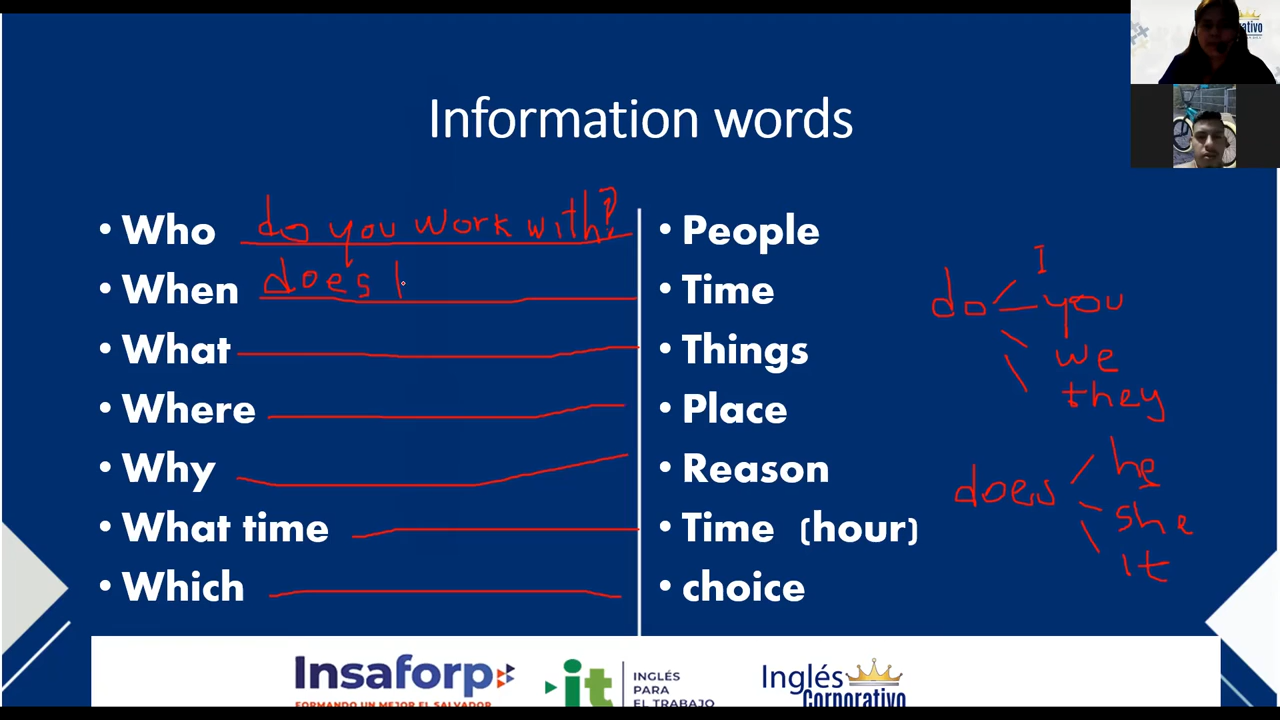 Information words
• Who do you work with?
• When does
• What
• Where
• Why
• What time
• Which
• People
• Time
• Things
• Place
• Reason
• Time (hour)
• choice
do I
you
we
they
does he
she
it
Insaforp
FORMANDO UN MEJOR EL SALVADOR
it
INGLÉS
PARA
EL TRABAJO
Inglés
Corporativo